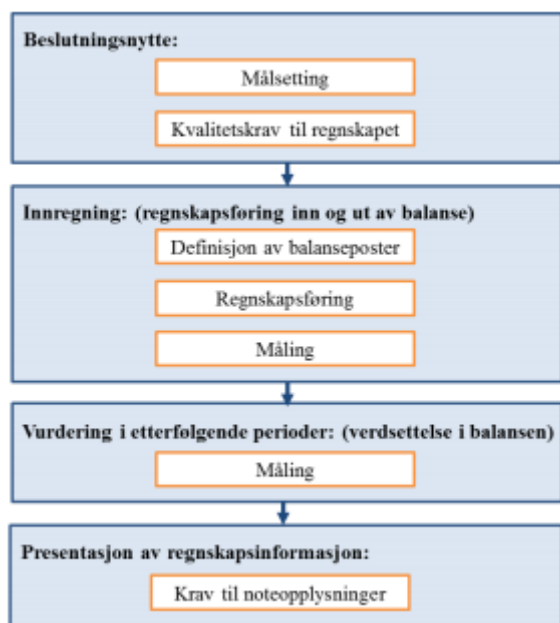 Beslutningsnytte:
Målsetting
Kvalitetskrav til regnskapet
Innregning: (regnskapsføring inn og ut av balanse)
Definisjon av balanseposter
Regnskapsføring
Måling
Vurdering i etterfølgende perioder: (verdsettelse i balansen)
Måling
Presentasjon av regnskapsinformasjon:
Krav til noteopplysninger